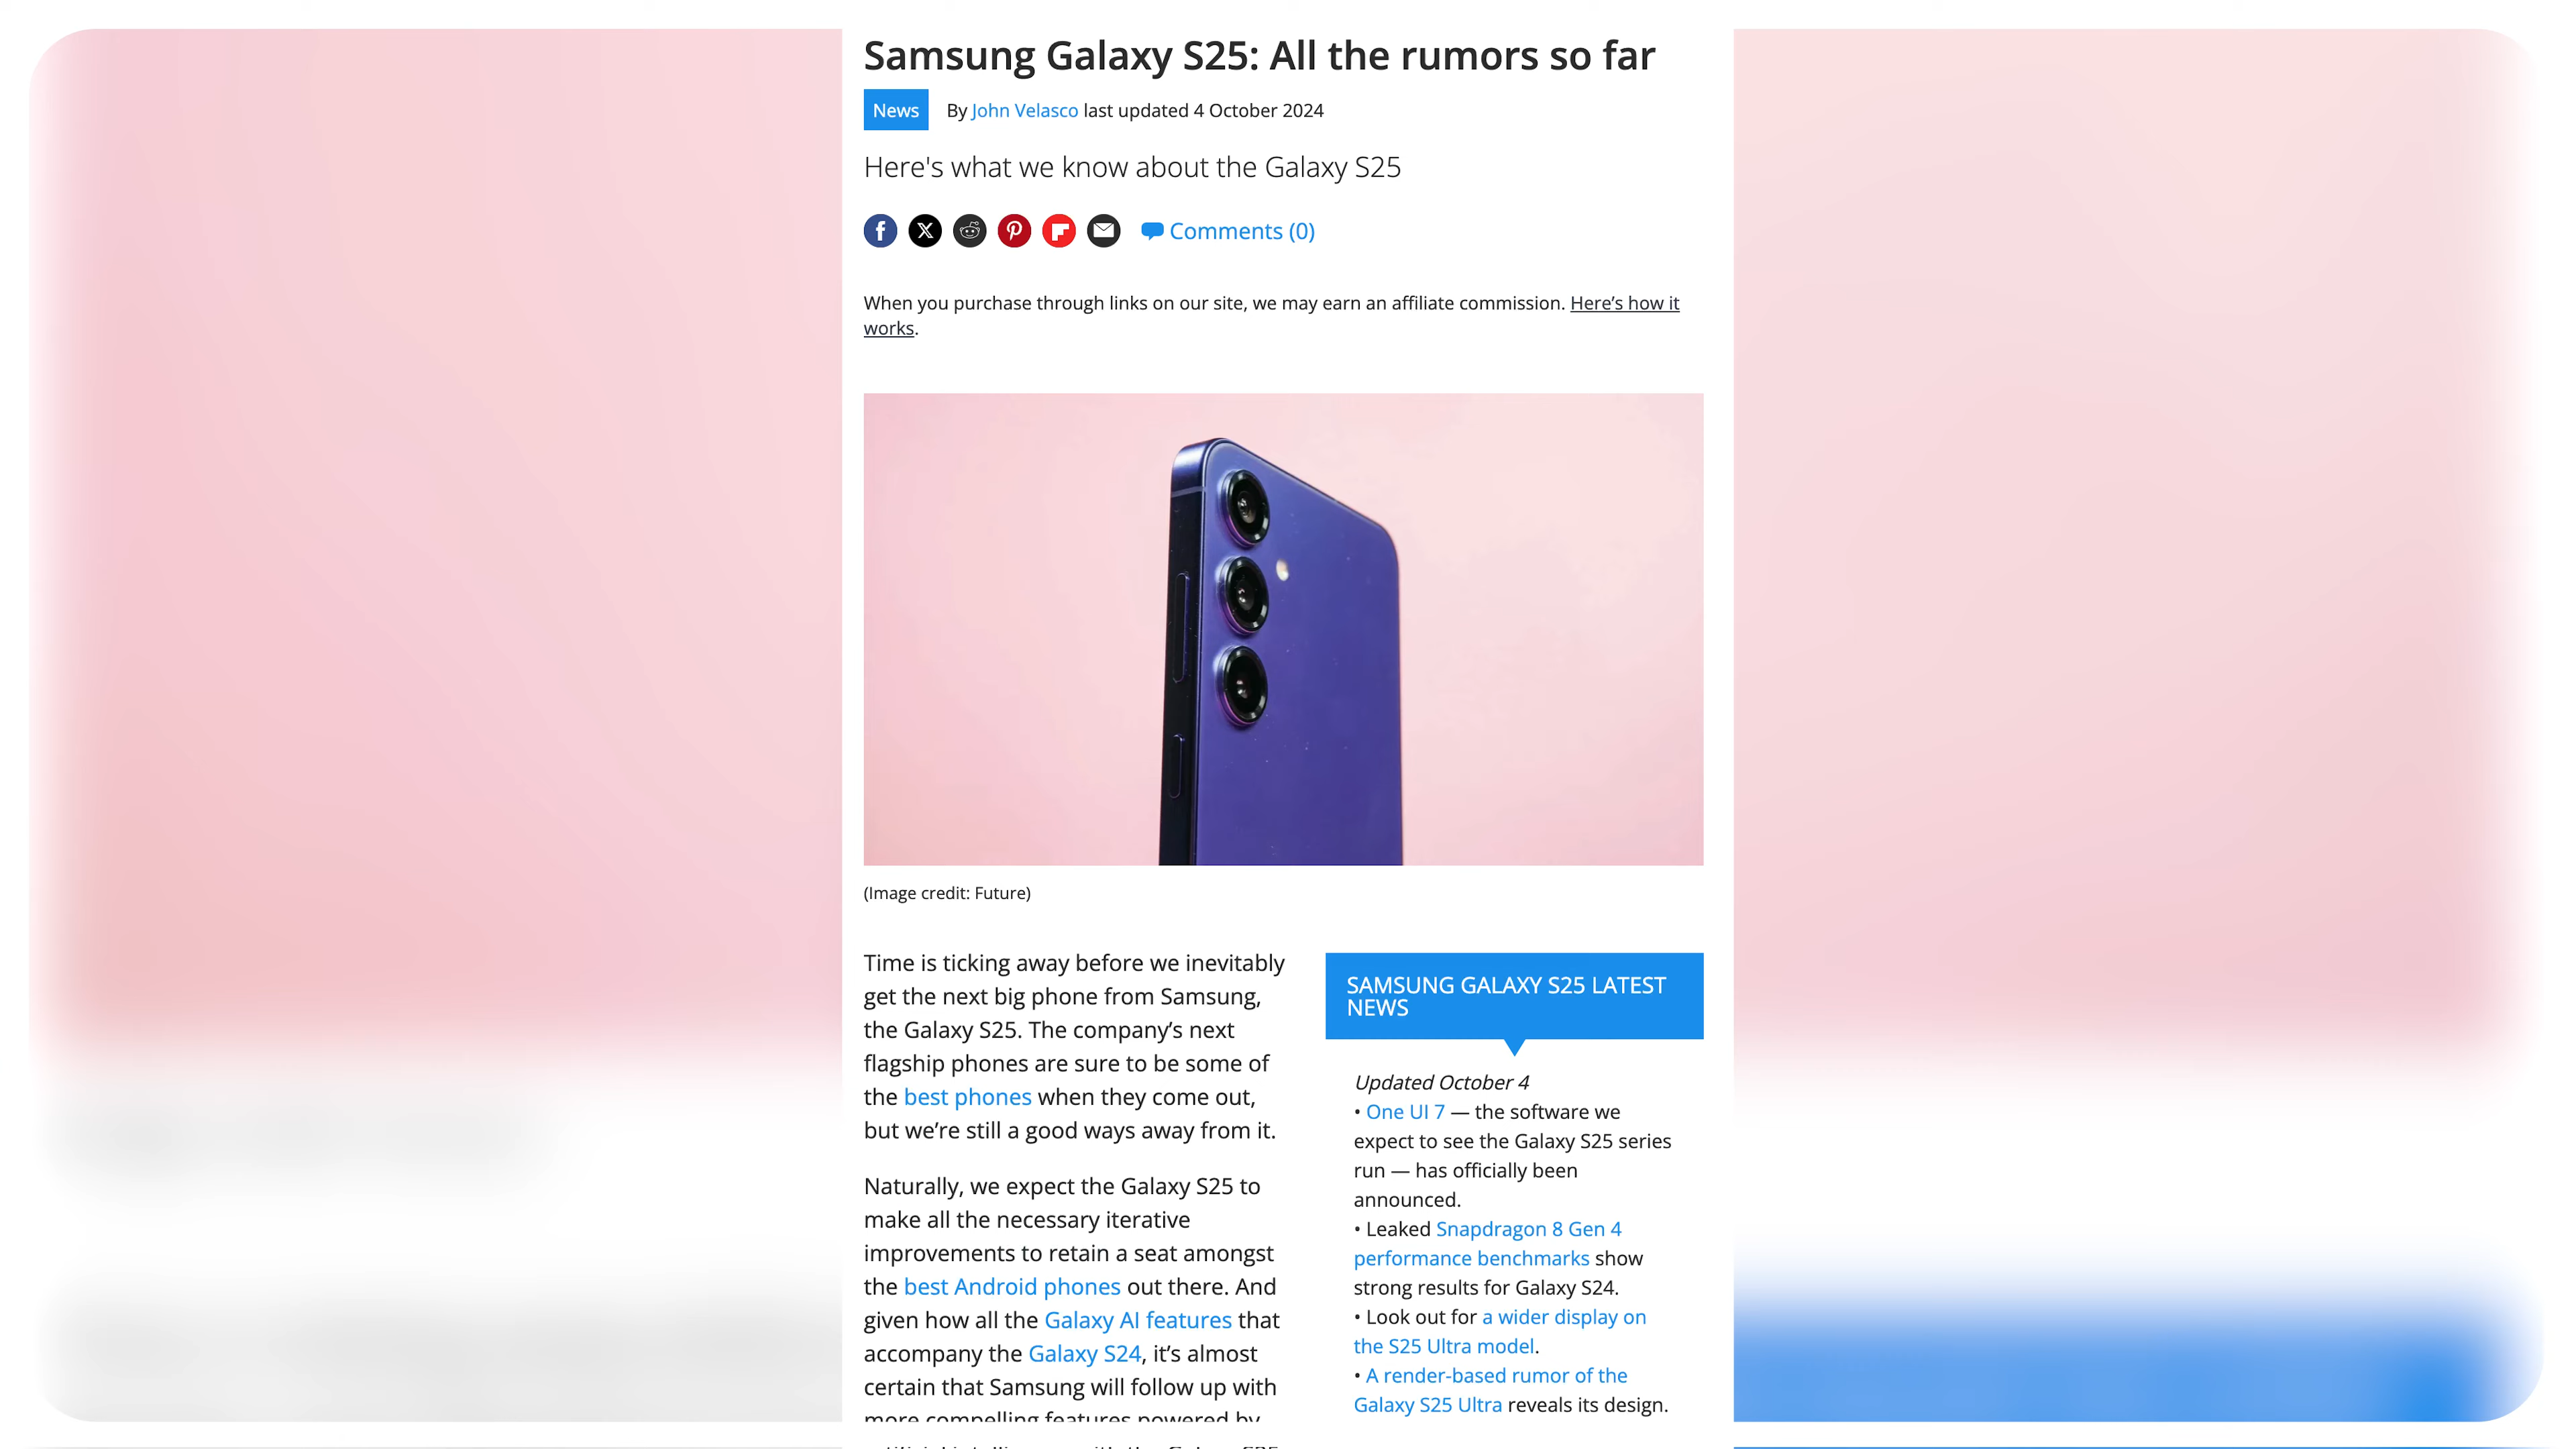 Samsung Galaxy S25: All the rumors so far
News By John Velasco last updated 4 October 2024
Here's what we know about the Galaxy S25
Comments (0)
When you purchase through links on our site, we may earn an affiliate commission. Here’s how it
works.
(Image credit: Future)
Time is ticking away before we inevitably
get the next big phone from Samsung,
the Galaxy S25. The company’s next
flagship phones are sure to be some of
the best phones when they come out,
but we’re still a good ways away from it.
Naturally, we expect the Galaxy S25 to
make all the necessary iterative
improvements to retain a seat amongst
the best Android phones out there. And
given how all the Galaxy AI features that
accompany the Galaxy S24, it’s almost
certain that Samsung will follow up with
more compelling features powered by
SAMSUNG GALAXY S25 LATEST
NEWS
Updated October 4
• One UI 7 — the software we
expect to see the Galaxy S25 series
run — has officially been
announced.
• Leaked Snapdragon 8 Gen 4
performance benchmarks show
strong results for Galaxy S24.
• Look out for a wider display on
the S25 Ultra model.
• A render-based rumor of the
Galaxy S25 Ultra reveals its design.